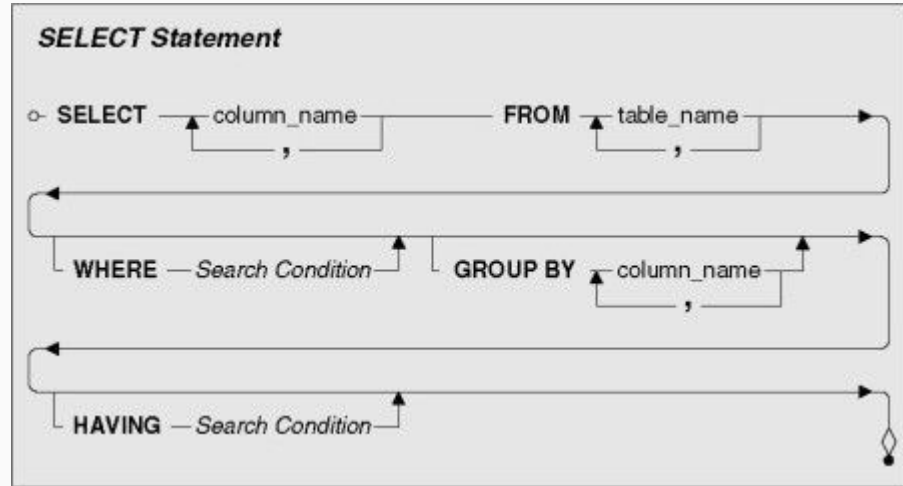 SELECT Statement
SELECT column_name FROM table_name
, ,
WHERE Search Condition GROUP BY column_name
,
HAVING Search Condition